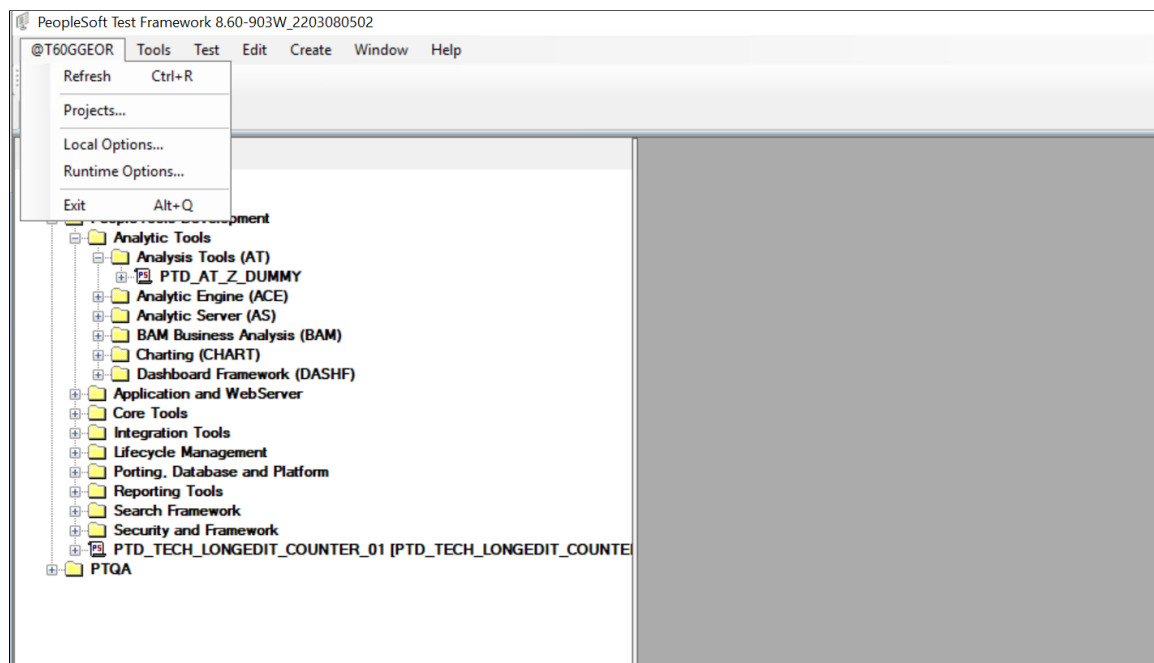 PeopleSoft Test Framework 8.60-903W_2203080502
@T60GGEOR Tools Test Edit Create Window Help
Refresh Ctrl+R
Projects...
Local Options...
Runtime Options...
Exit Alt+Q
Analytic Tools
Analysis Tools (AT)
PTD_AT_Z_DUMMY
Analytic Engine (ACE)
Analytic Server (AS)
BAM Business Analysis (BAM)
Charting (CHART)
Dashboard Framework (DASHF)
Application and WebServer
Core Tools
Integration Tools
Lifecycle Management
Porting, Database and Platform
Reporting Tools
Search Framework
Security and Framework
PTD_TECH_LONGEDIT_COUNTER_01 [PTD_TECH_LONGEDIT_COUNTE
PTQA